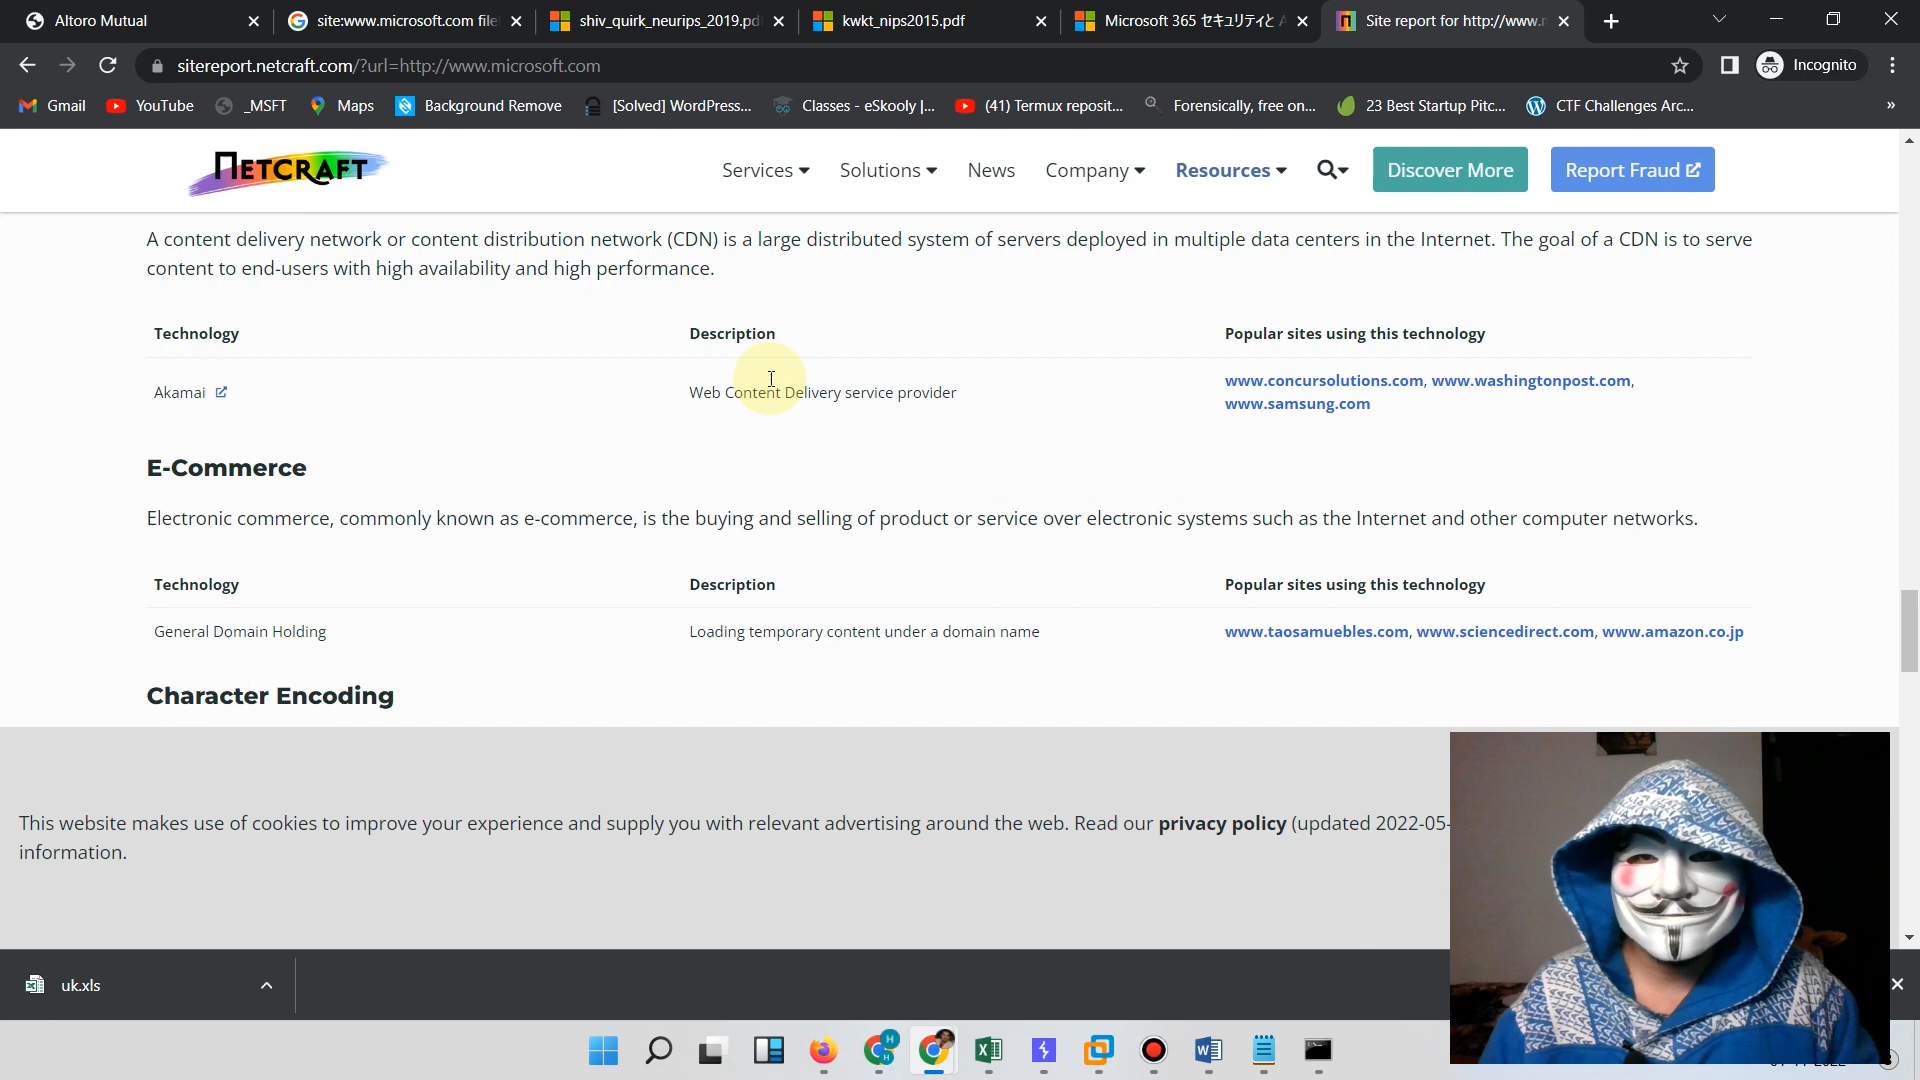 Altoro Mutual
site:www.microsoft.com file
shiv_quirk_neurips_2019.pd
kwkt_nips2015.pdf
Microsoft 365 セキュリティと A
Site report for http://www.n
sitereport.netcraft.com/?url=http://www.microsoft.com
Incognito
Gmail
YouTube
_MSFT
Maps
Background Remove
[Solved] WordPress...
Classes - eSkooly |...
(41) Termux reposit...
Forensically, free on...
23 Best Startup Pitc...
CTF Challenges Arc...
NETCRAFT
Services
Solutions
News
Company
Resources
Discover More
Report Fraud
A content delivery network or content distribution network (CDN) is a large distributed system of servers deployed in multiple data centers in the Internet. The goal of a CDN is to serve
content to end-users with high availability and high performance.
Technology
Description
Popular sites using this technology
Akamai
Web Content Delivery service provider
www.concursolutions.com, www.washingtonpost.com,
www.samsung.com
E-Commerce
Electronic commerce, commonly known as e-commerce, is the buying and selling of product or service over electronic systems such as the Internet and other computer networks.
Technology
Description
Popular sites using this technology
General Domain Holding
Loading temporary content under a domain name
www.taosamuebles.com, www.sciencedirect.com, www.amazon.co.jp
Character Encoding
This website makes use of cookies to improve your experience and supply you with relevant advertising around the web. Read our privacy policy (updated 2022-05-
information.
uk.xls